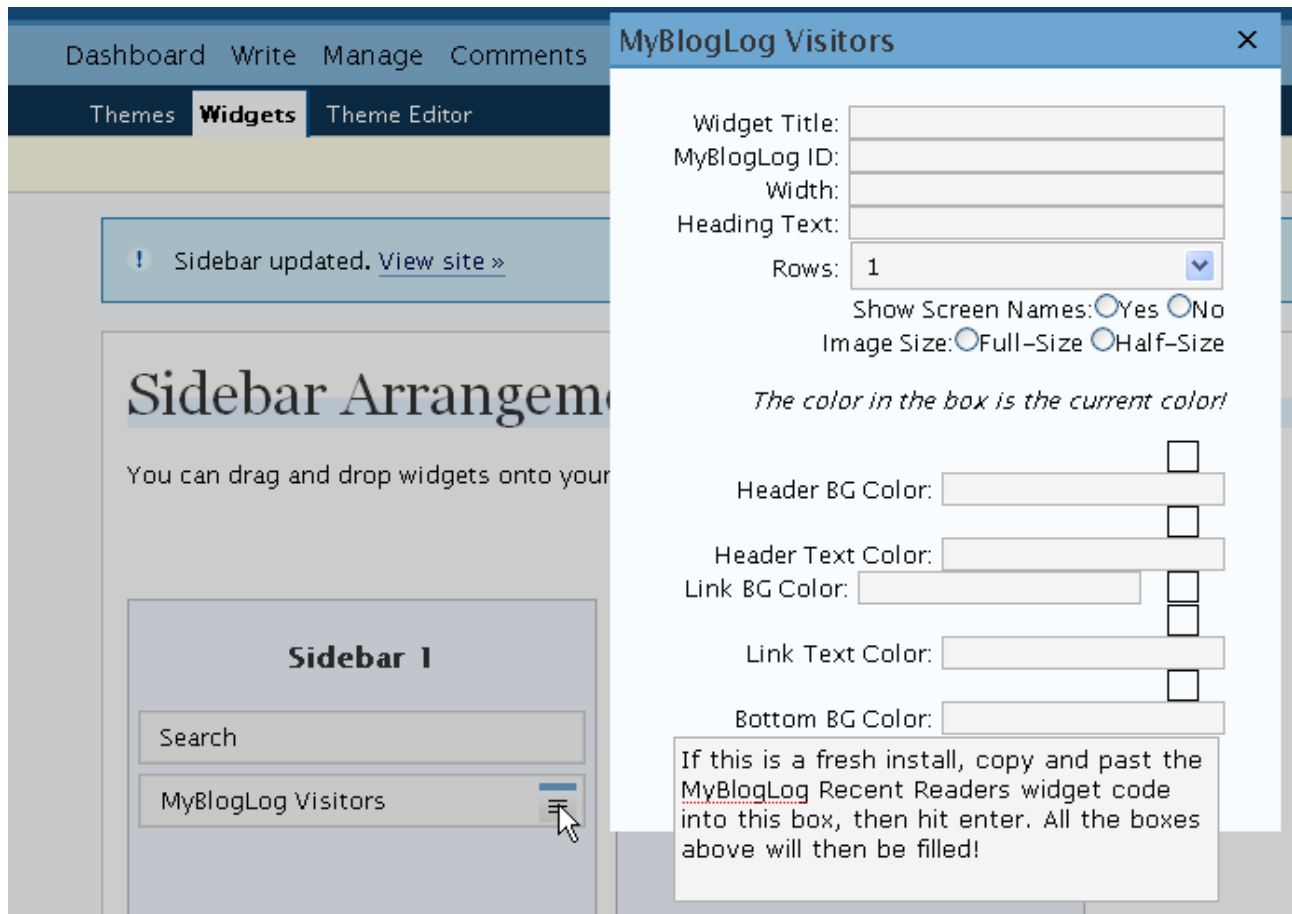 Dashboard Write Manage Comments
Themes Widgets Theme Editor
! Sidebar updated. View site »
Sidebar Arrangem
You can drag and drop widgets onto your
Sidebar 1
Search
MyBlogLog Visitors
MyBlogLog Visitors
Widget Title:
MyBlogLog ID:
Width:
Heading Text:
Rows: 1
Show Screen Names: Yes No
Image Size: Full-Size Half-Size
The color in the box is the current color!
Header BG Color:
Header Text Color:
Link BG Color:
Link Text Color:
Bottom BG Color:
If this is a fresh install, copy and past the
MyBlogLog Recent Readers widget code
into this box, then hit enter. All the boxes
above will then be filled!